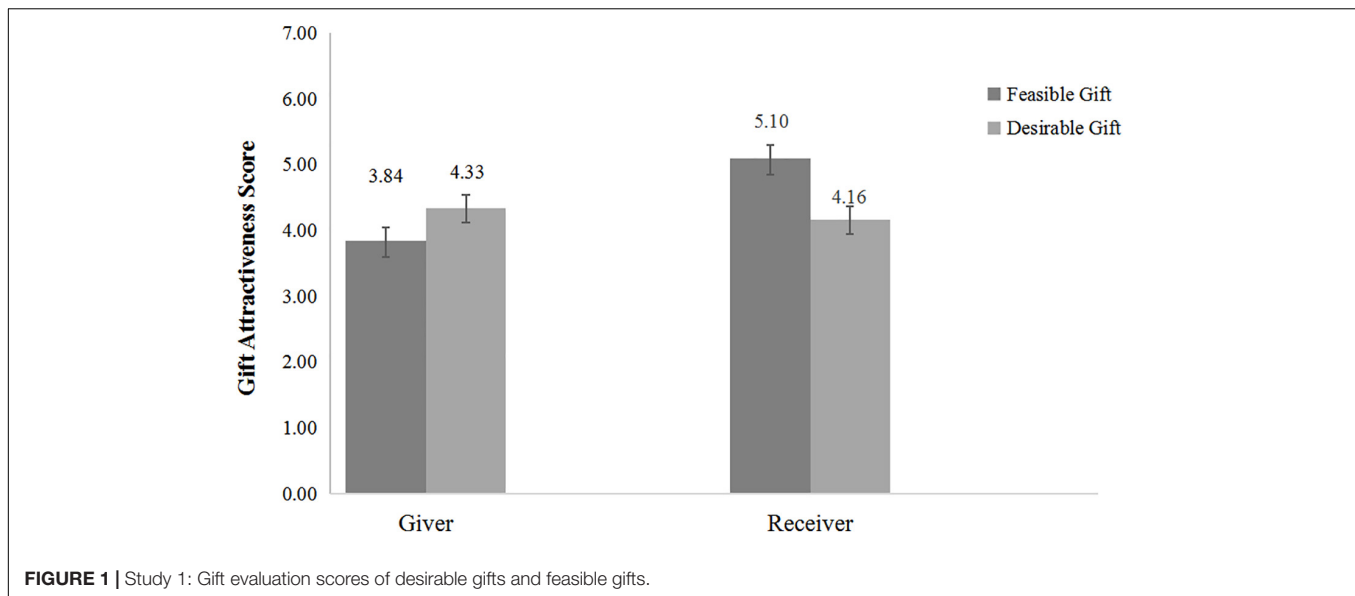 7.00
6.00
5.00
4.00
3.00
2.00
1.00
0.00
Gift Attractiveness Score
3.84
4.33
5.10
4.16
Giver
Receiver
Feasible Gift
Desirable Gift
FIGURE 1 | Study 1: Gift evaluation scores of desirable gifts and feasible gifts.